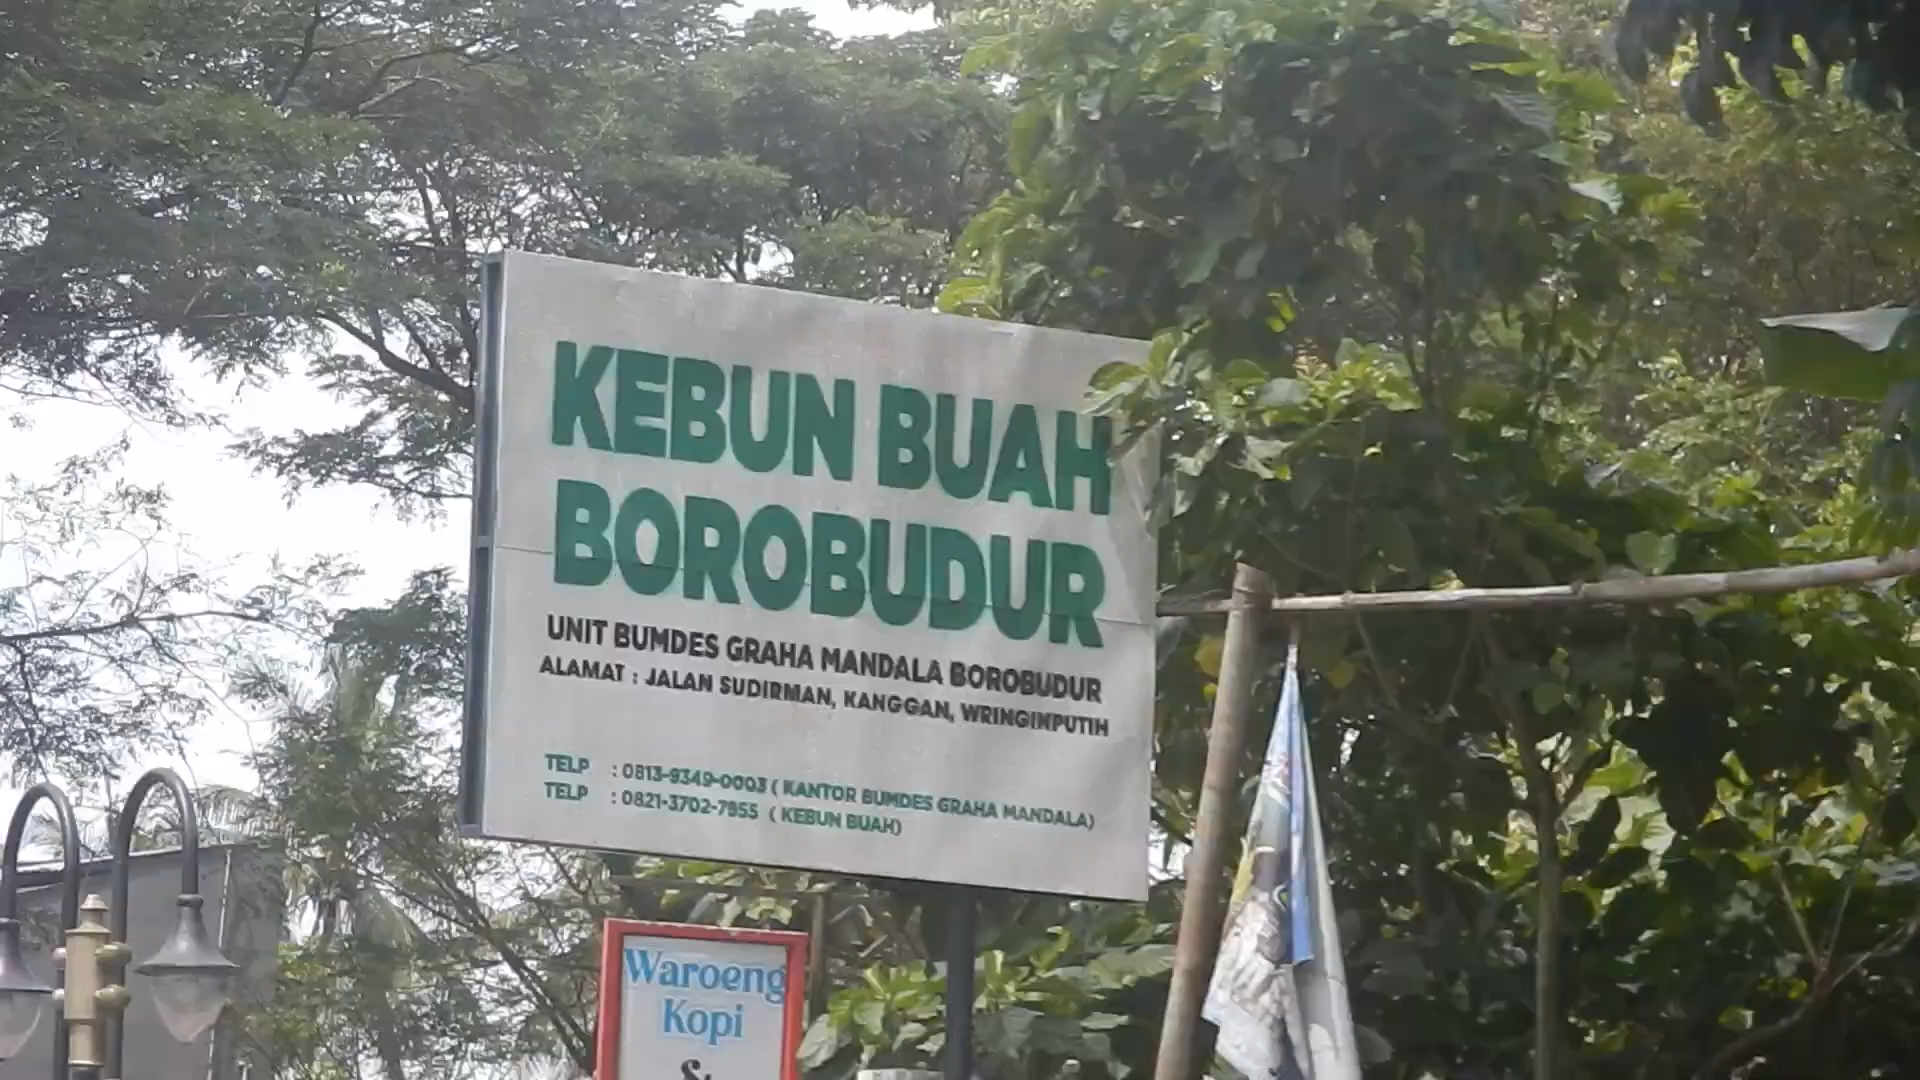 KEBUN BUAH
BOROBUDUR
UNIT BUMDES GRAHA MANDALA BOROBUDUR
ALAMAT : JALAN SUDIRMAN, KANGGAN, WRINGINPUTIH
TELP : 0813-9349-0003 ( KANTOR BUMDES GRAHA MANDALA)
TELP : 0821-3702-7955 ( KEBUN BUAH)
Waroeng
Kopi
&